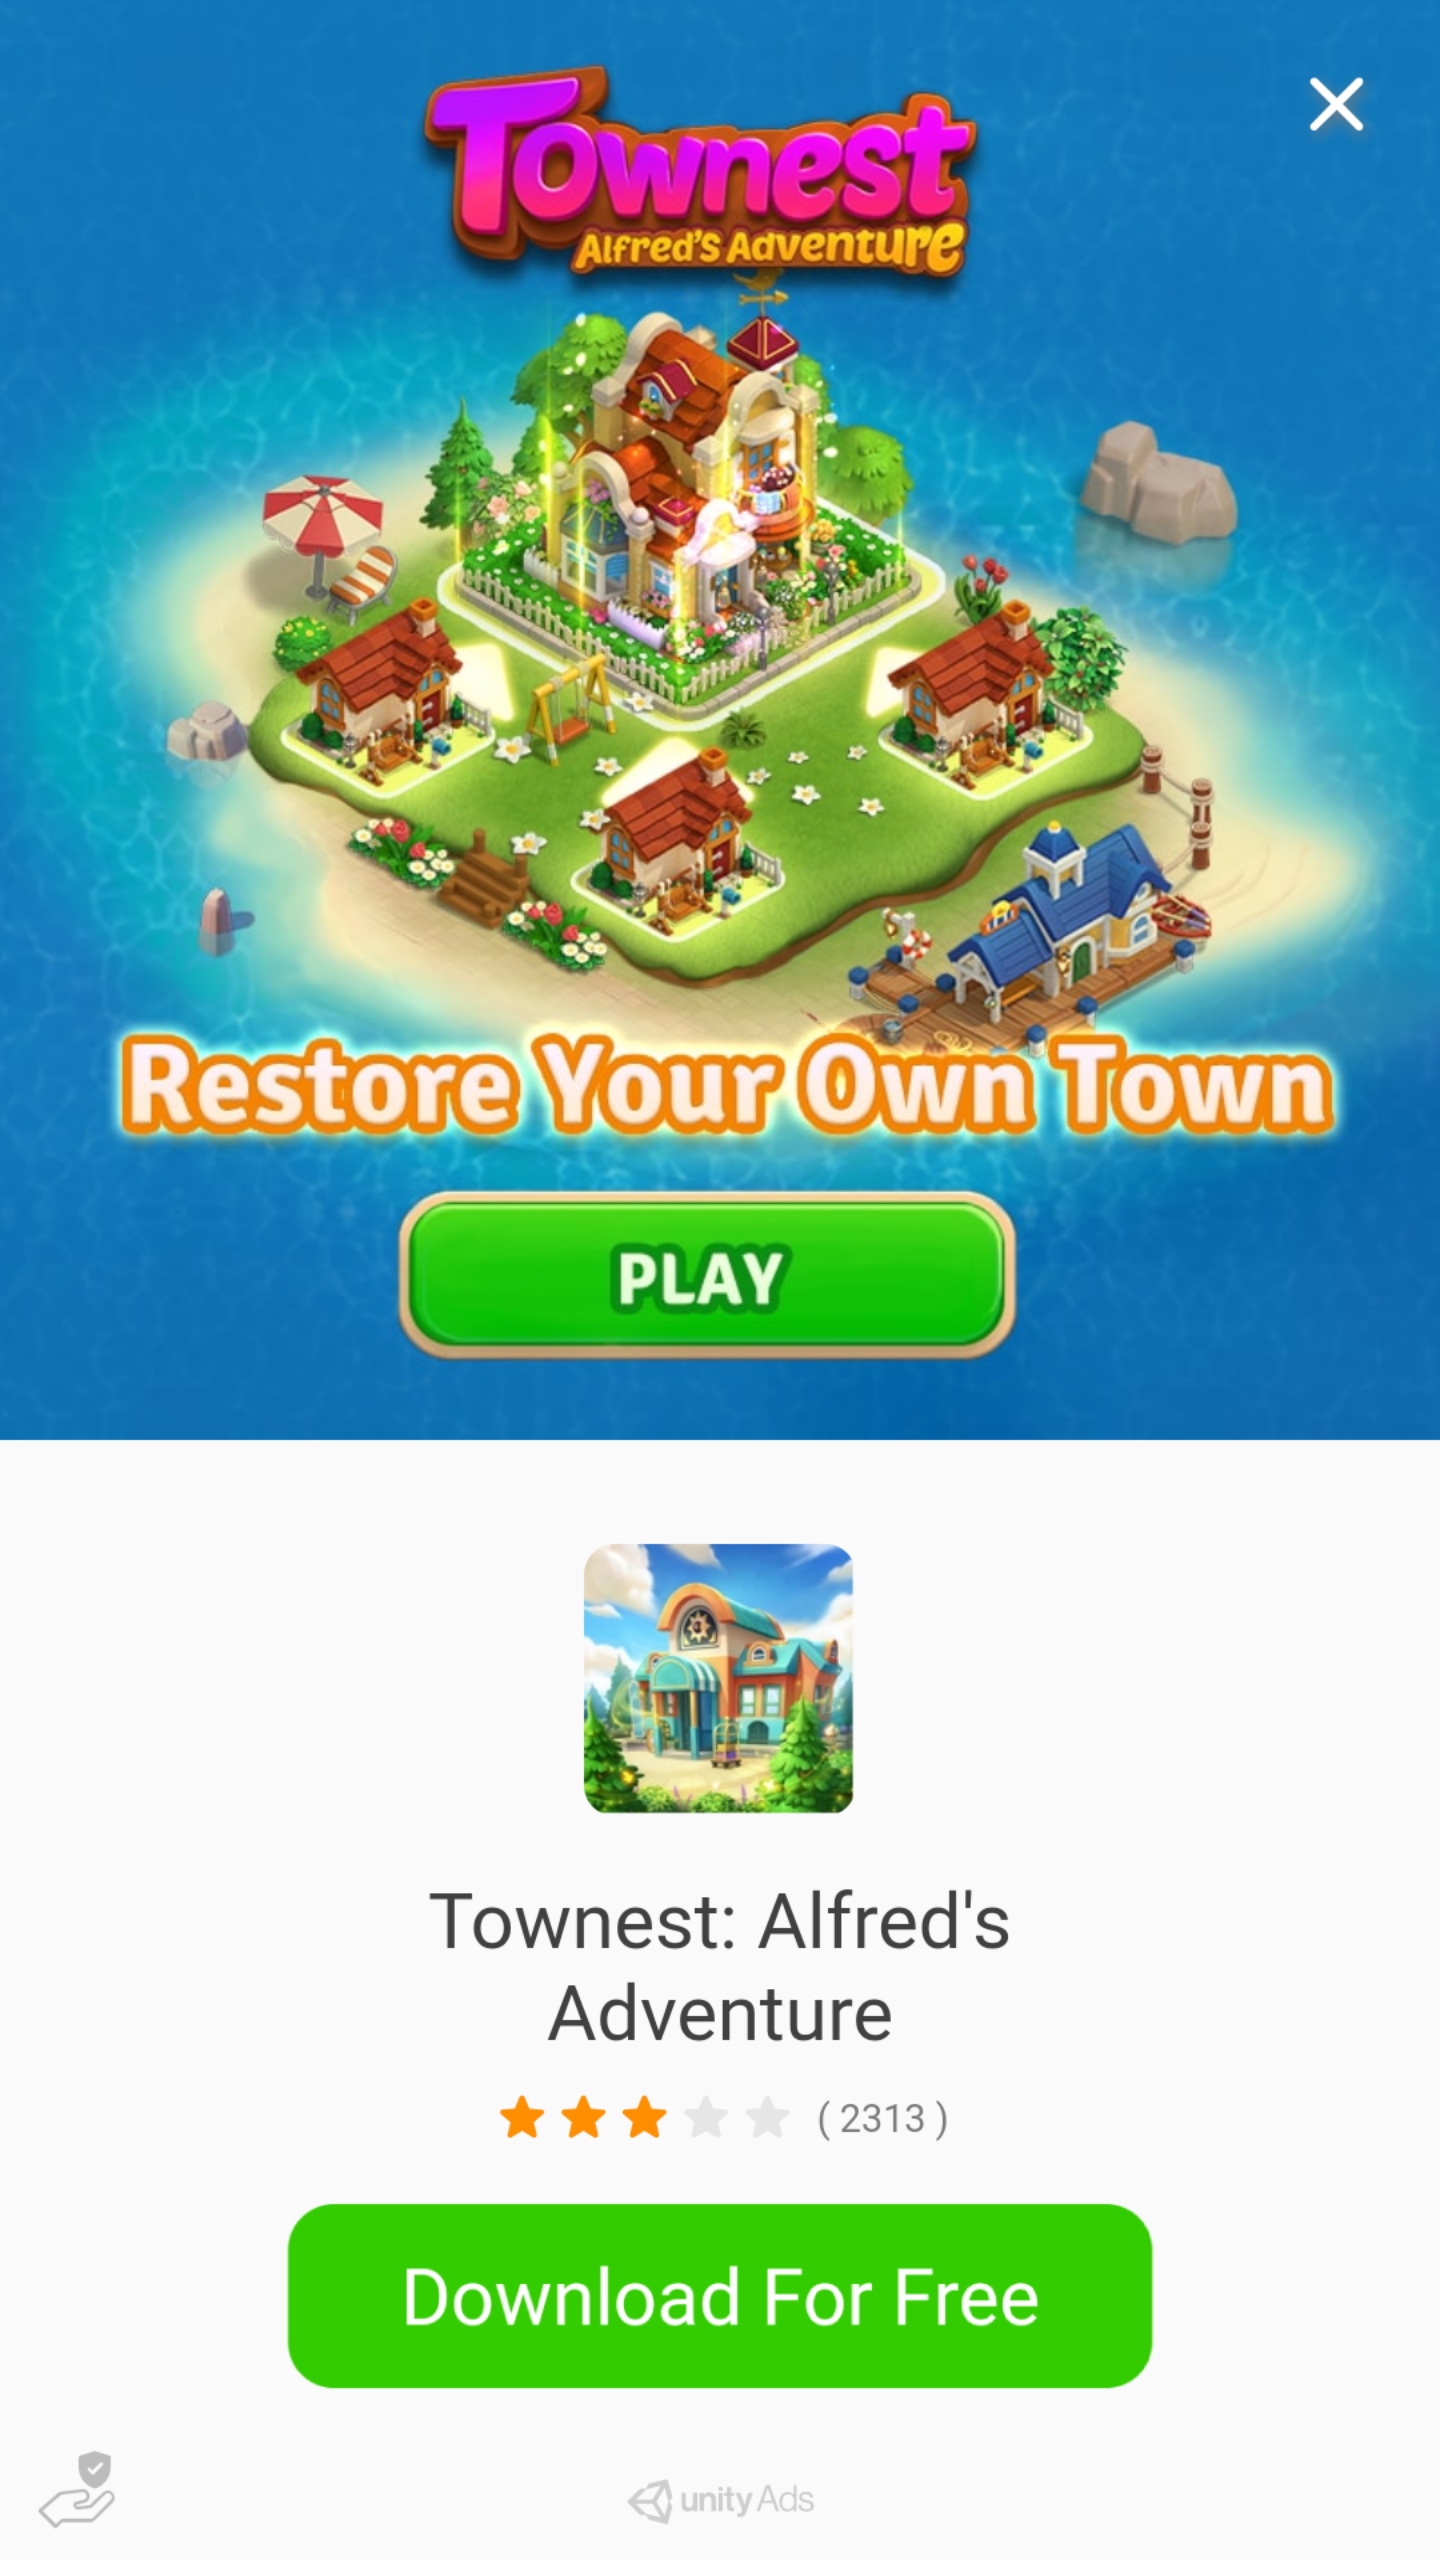 Townest
Alfred's Adventure
Restore Your Own Town
PLAY
Townest: Alfred's
Adventure
( 2313 )
Download For Free
unity Ads